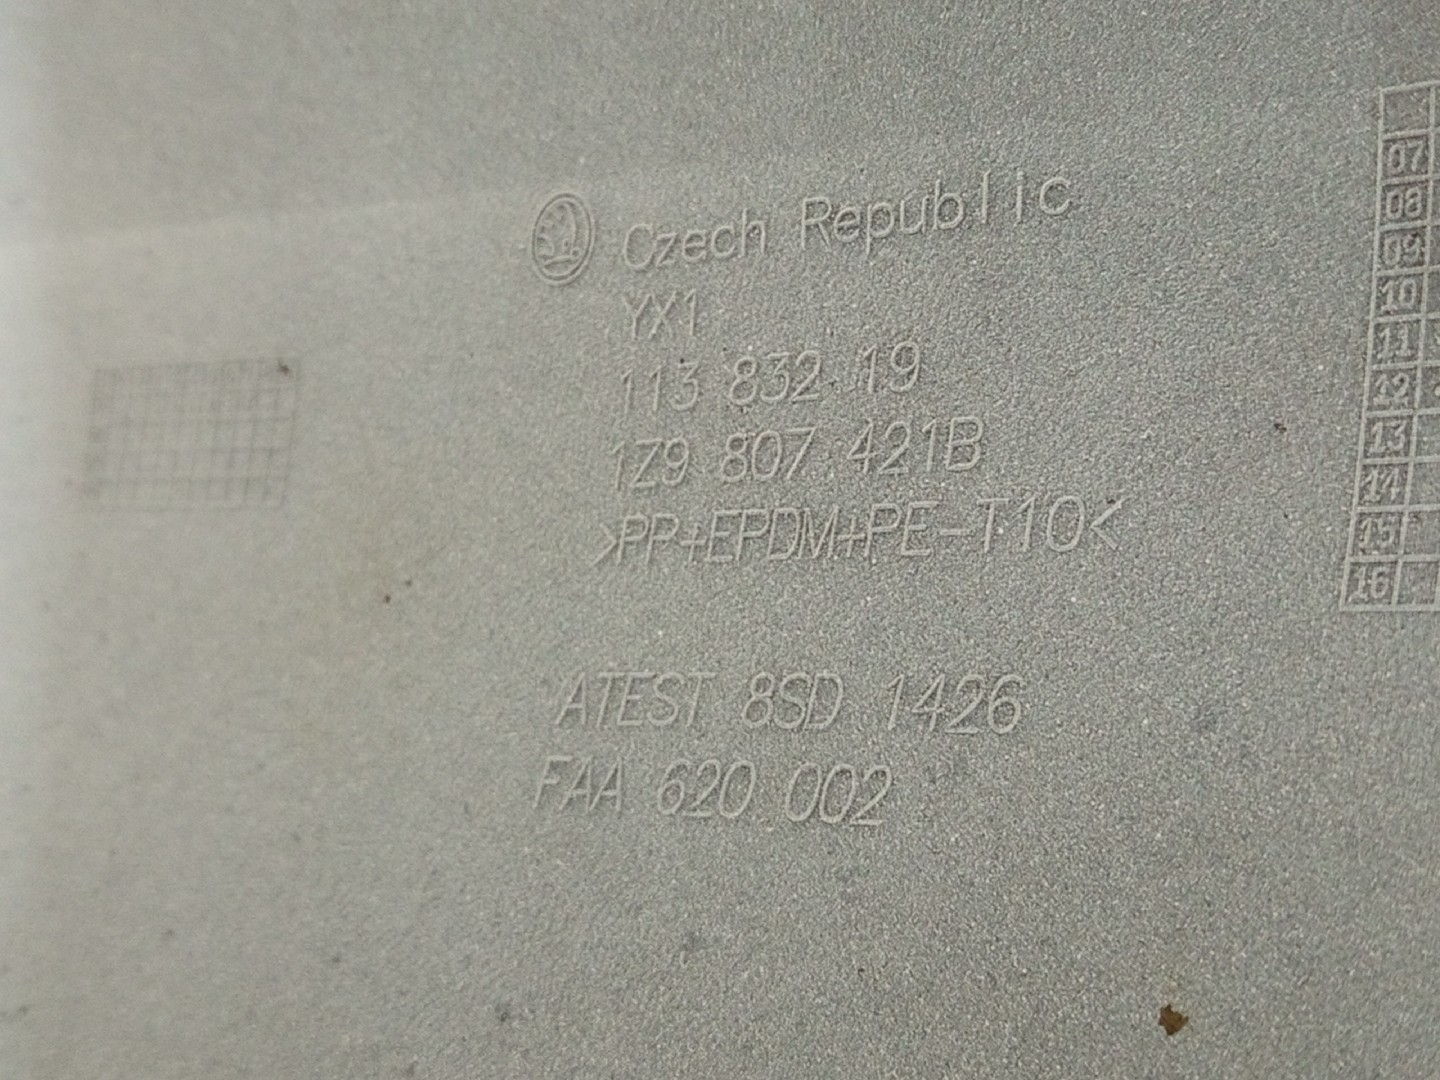 Czech Republic
YX1
113 832 19
1Z9 807 421B
>PP+EPDM+PE-T10<
ATEST 8SD 1426
FAA 620 002
07
08
09
10
11
12
13
14
15
16